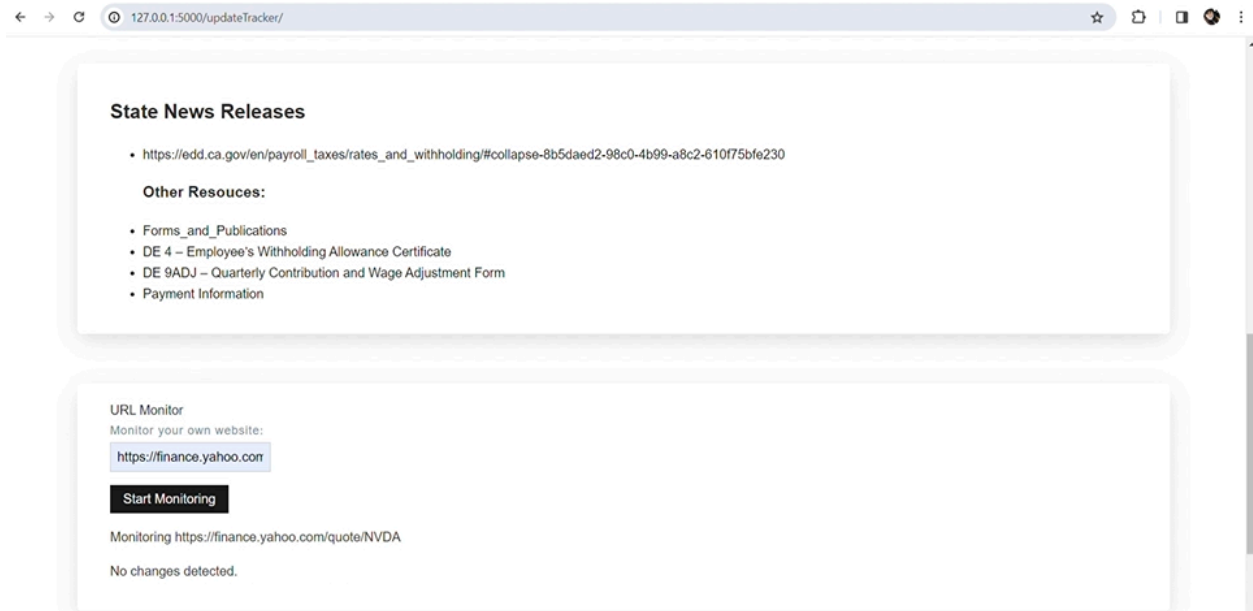 127.0.0.1:5000/updateTracker/
State News Releases
https://edd.ca.gov/en/payroll_taxes/rates_and_withholding/#collapse-8b5daed2-98c0-4b99-a8c2-610f75bfe230
Other Resouces:
Forms_and_Publications
DE 4 – Employee's Withholding Allowance Certificate
DE 9ADJ – Quarterly Contribution and Wage Adjustment Form
Payment Information
URL Monitor
Monitor your own website:
https://finance.yahoo.com
Start Monitoring
Monitoring https://finance.yahoo.com/quote/NVDA
No changes detected.